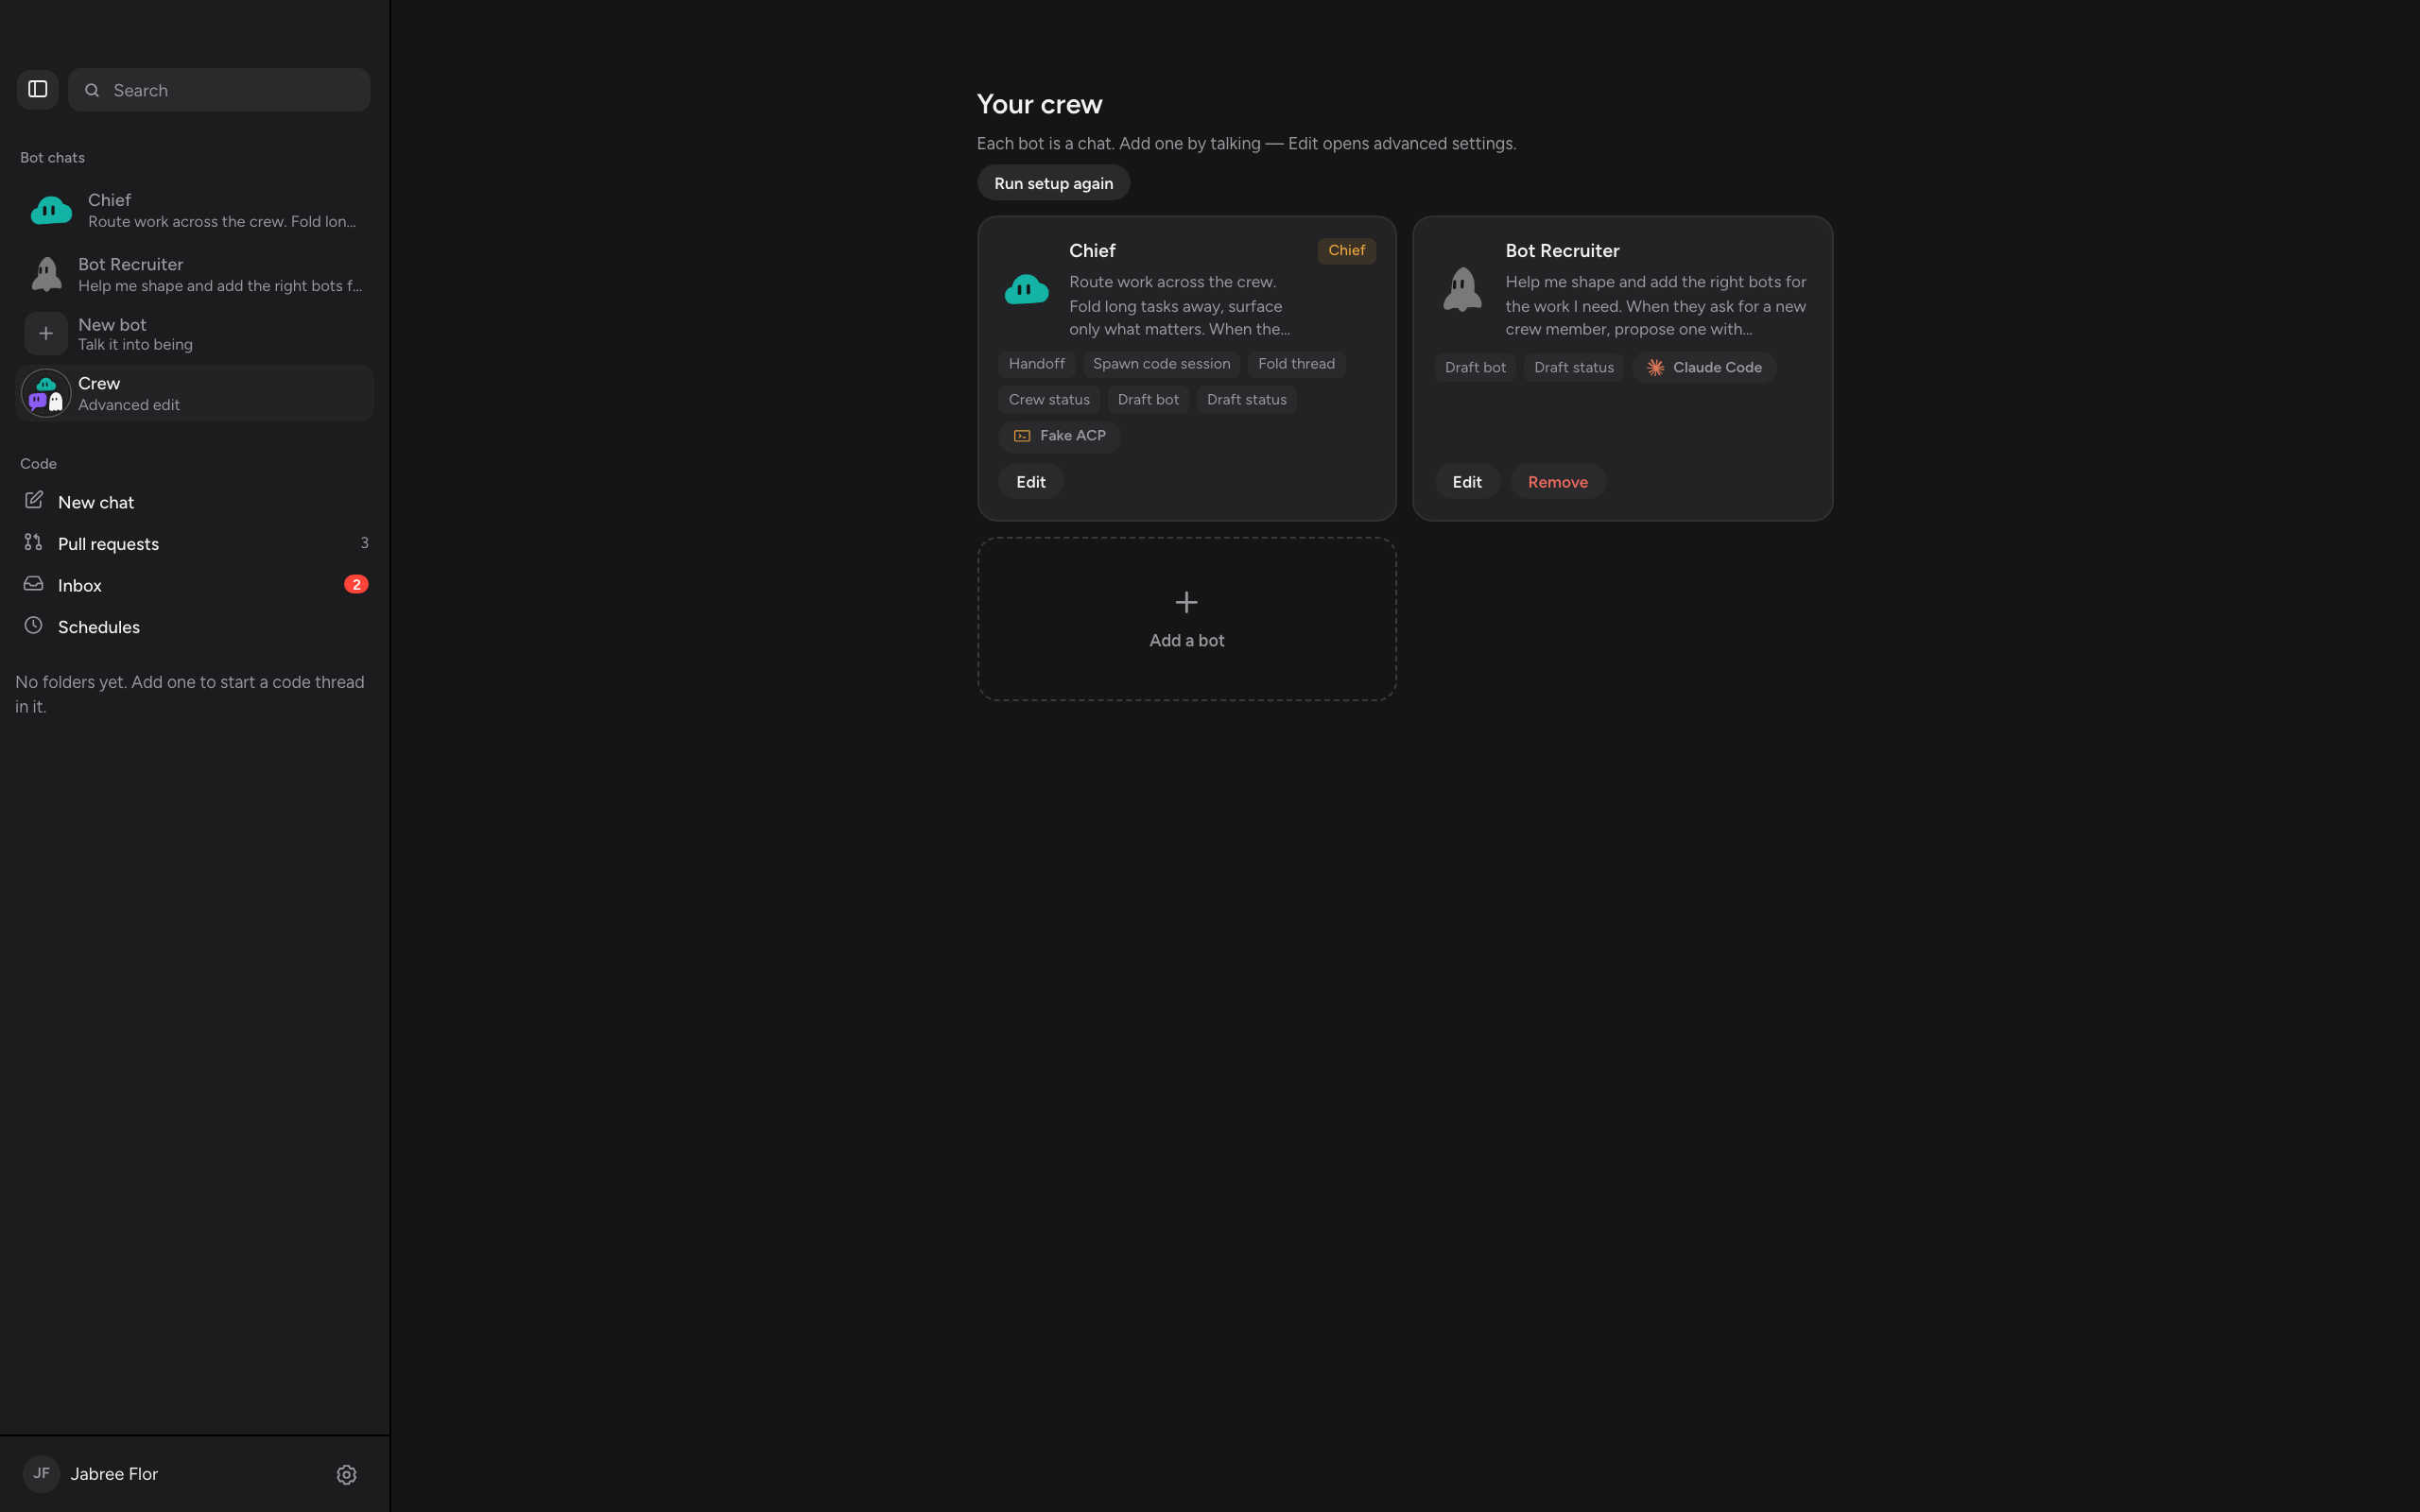 Search
Bot chats
Chief
Route work across the crew. Fold lon...
Bot Recruiter
Help me shape and add the right bots f...
New bot
Talk it into being
Crew
Advanced edit
Code
New chat
Pull requests 3
Inbox 2
Schedules
No folders yet. Add one to start a code thread
in it.
JF Jabree Flor
Your crew
Each bot is a chat. Add one by talking — Edit opens advanced settings.
Run setup again
Chief Chief
Route work across the crew.
Fold long tasks away, surface
only what matters. When the...
Handoff Spawn code session Fold thread
Crew status Draft bot Draft status
Fake ACP
Edit
Bot Recruiter
Help me shape and add the right bots for
the work I need. When they ask for a new
crew member, propose one with...
Draft bot Draft status Claude Code
Edit Remove
Add a bot